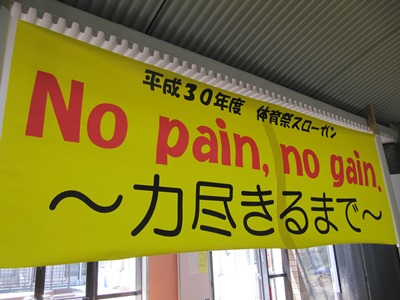 平成30年度 体育祭スローガン
No pain, no gain.
～力尽きるまで～